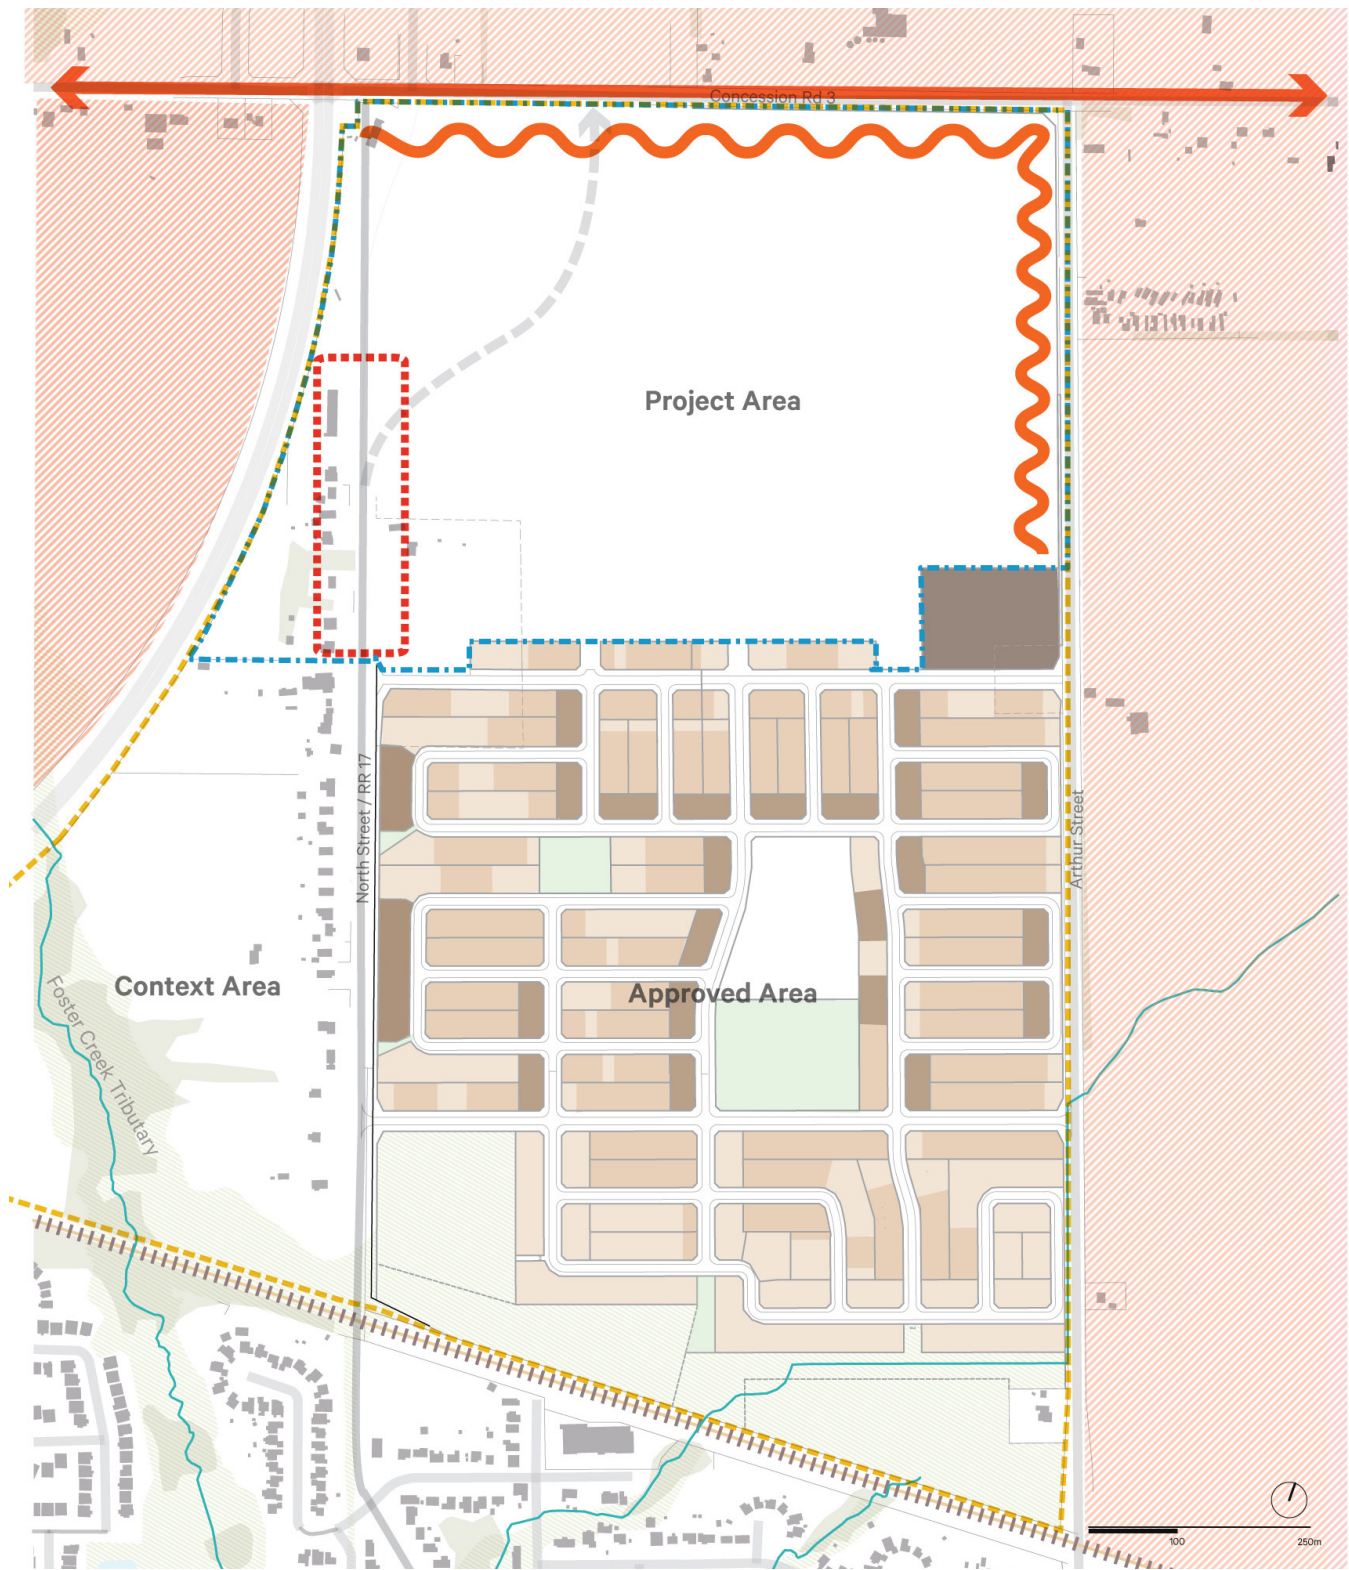 Concession Rd 3
Project Area
North Street / RR 17
Arthur Street
Context Area
Approved Area
Foster Creek Tributary
100
250m